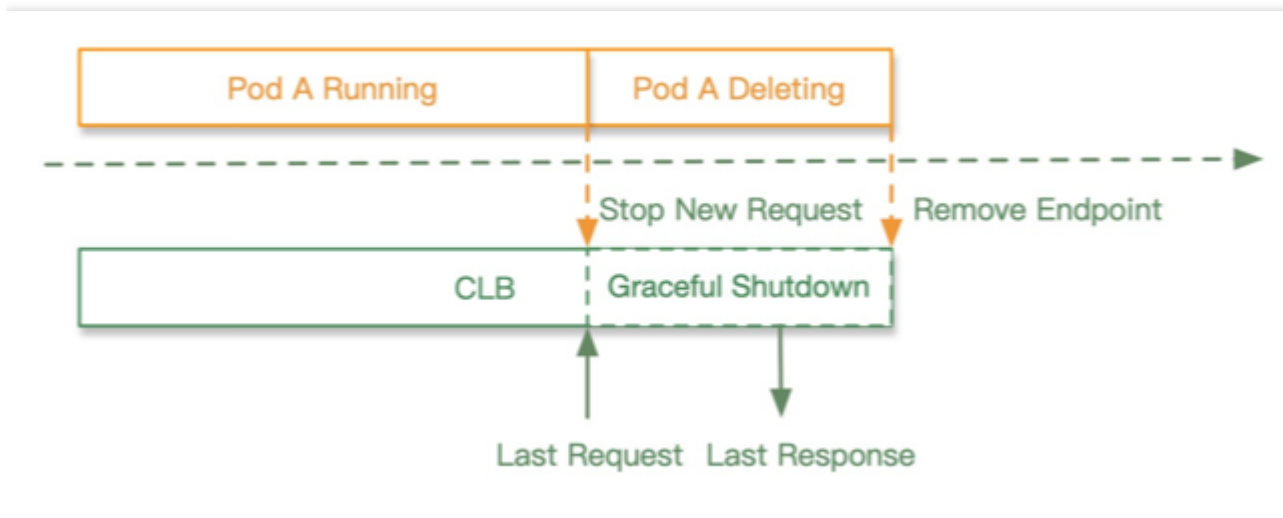 Pod A Running
Pod A Deleting
Stop New Request
Remove Endpoint
CLB
Graceful Shutdown
Last Request
Last Response